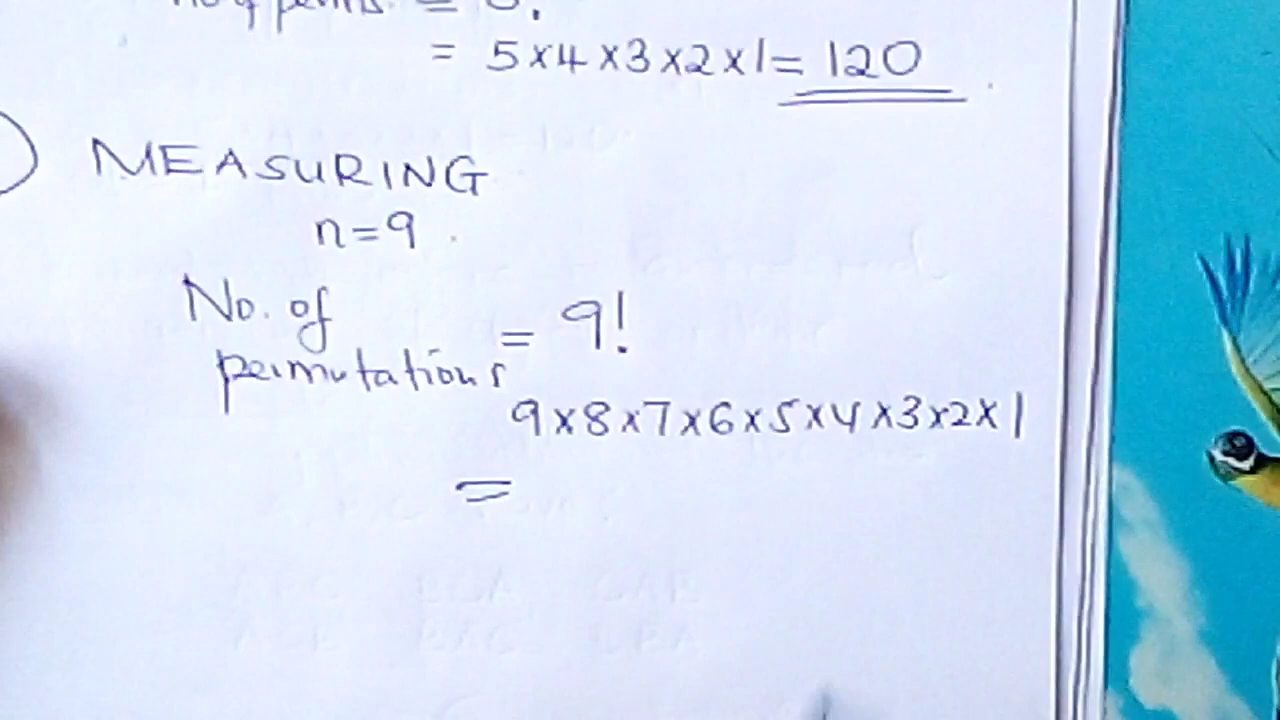 = 5x4x3x2x1= 120
MEASURING
n=9
No. of
permutations = 9!
9x8x7x6x5x4x3x2x1
=